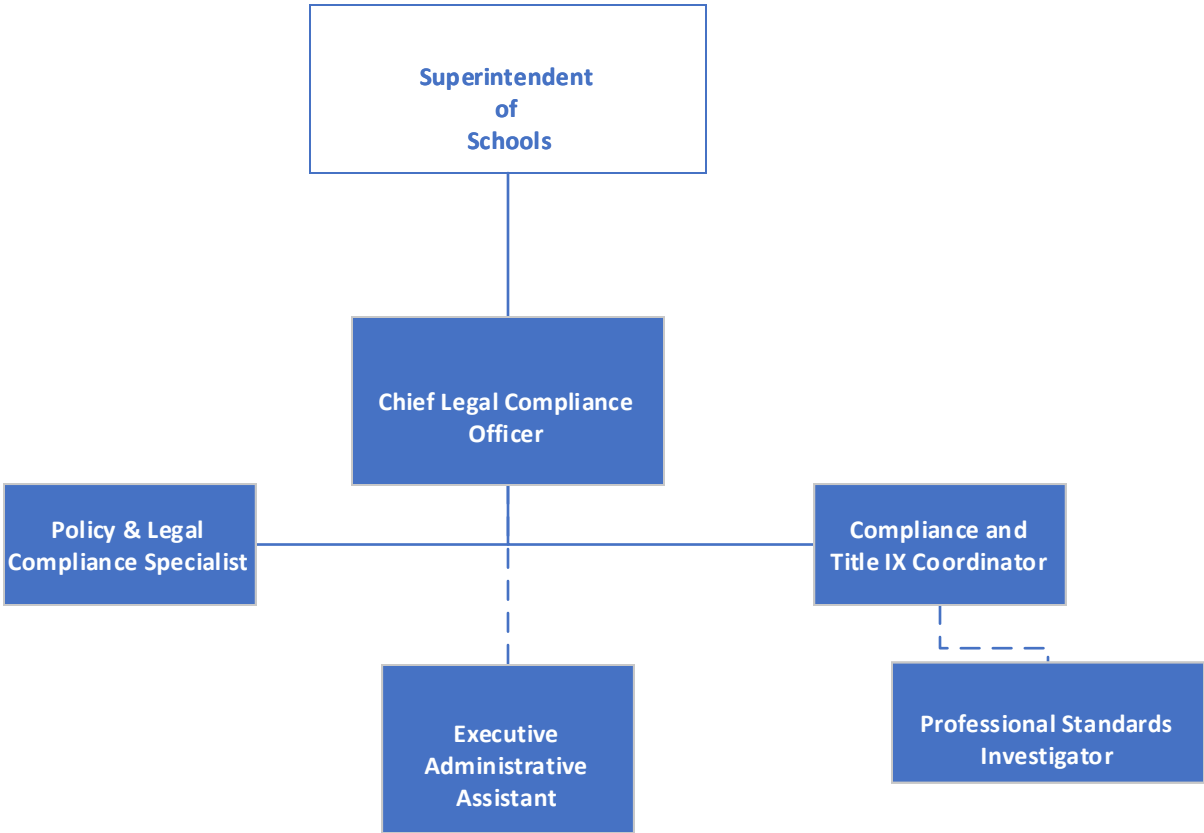 Superintendent
of
Schools
Chief Legal Compliance
Officer
Policy & Legal
Compliance Specialist
Compliance and
Title IX Coordinator
Executive
Administrative
Assistant
Professional Standards
Investigator